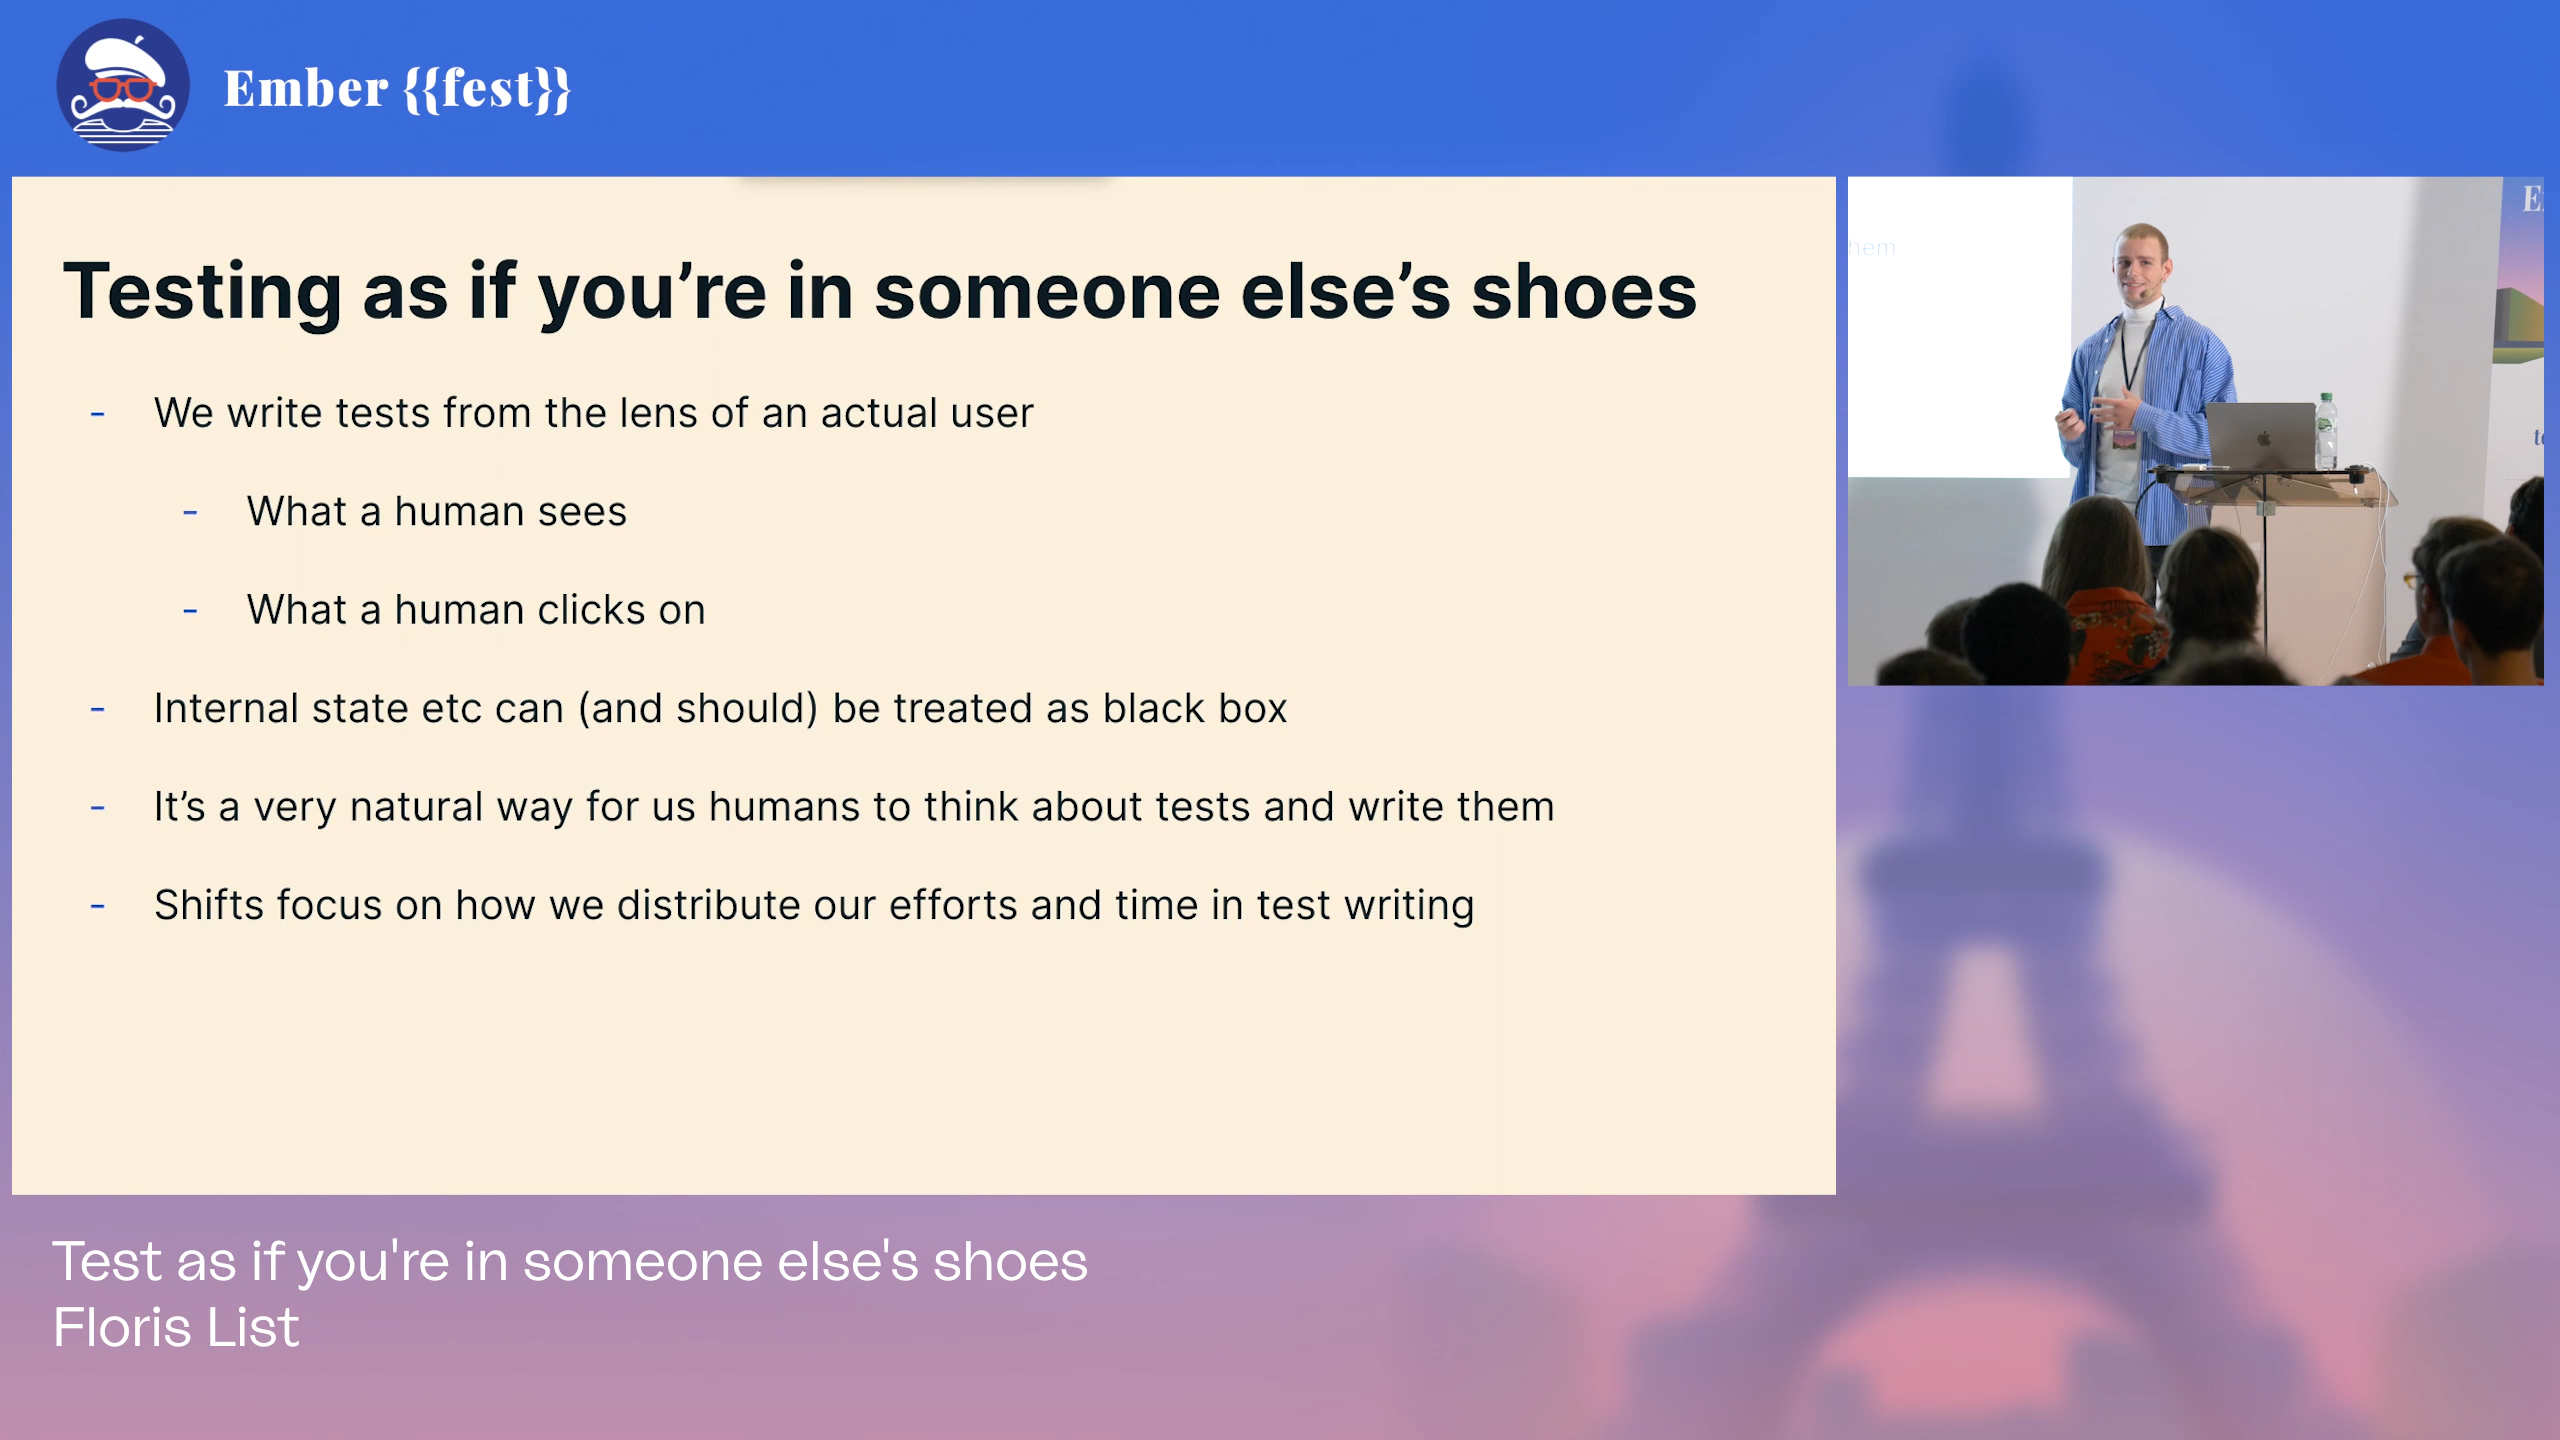 Ember {{fest}}
Testing as if you’re in someone else’s shoes
- We write tests from the lens of an actual user
- What a human sees
- What a human clicks on
- Internal state etc can (and should) be treated as black box
- It’s a very natural way for us humans to think about tests and write them
- Shifts focus on how we distribute our efforts and time in test writing
hem
E
Test as if you're in someone else's shoes
Floris List